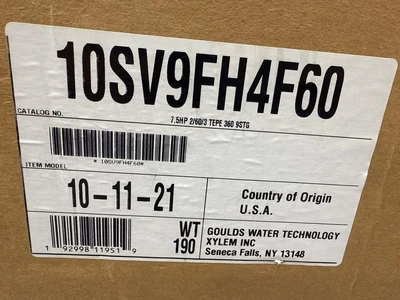 10SV9FH4F60
CATALOG NO.
7.5HP 2/60/3 TEPE 360 9STG
*10SV9FH4F60*
ITEM MODEL
10-11-21
Country of Origin
U.S.A.
WT
190
GOULDS WATER TECHNOLOGY
XYLEM INC
Seneca Falls, NY 13148
1 92998 11951 9